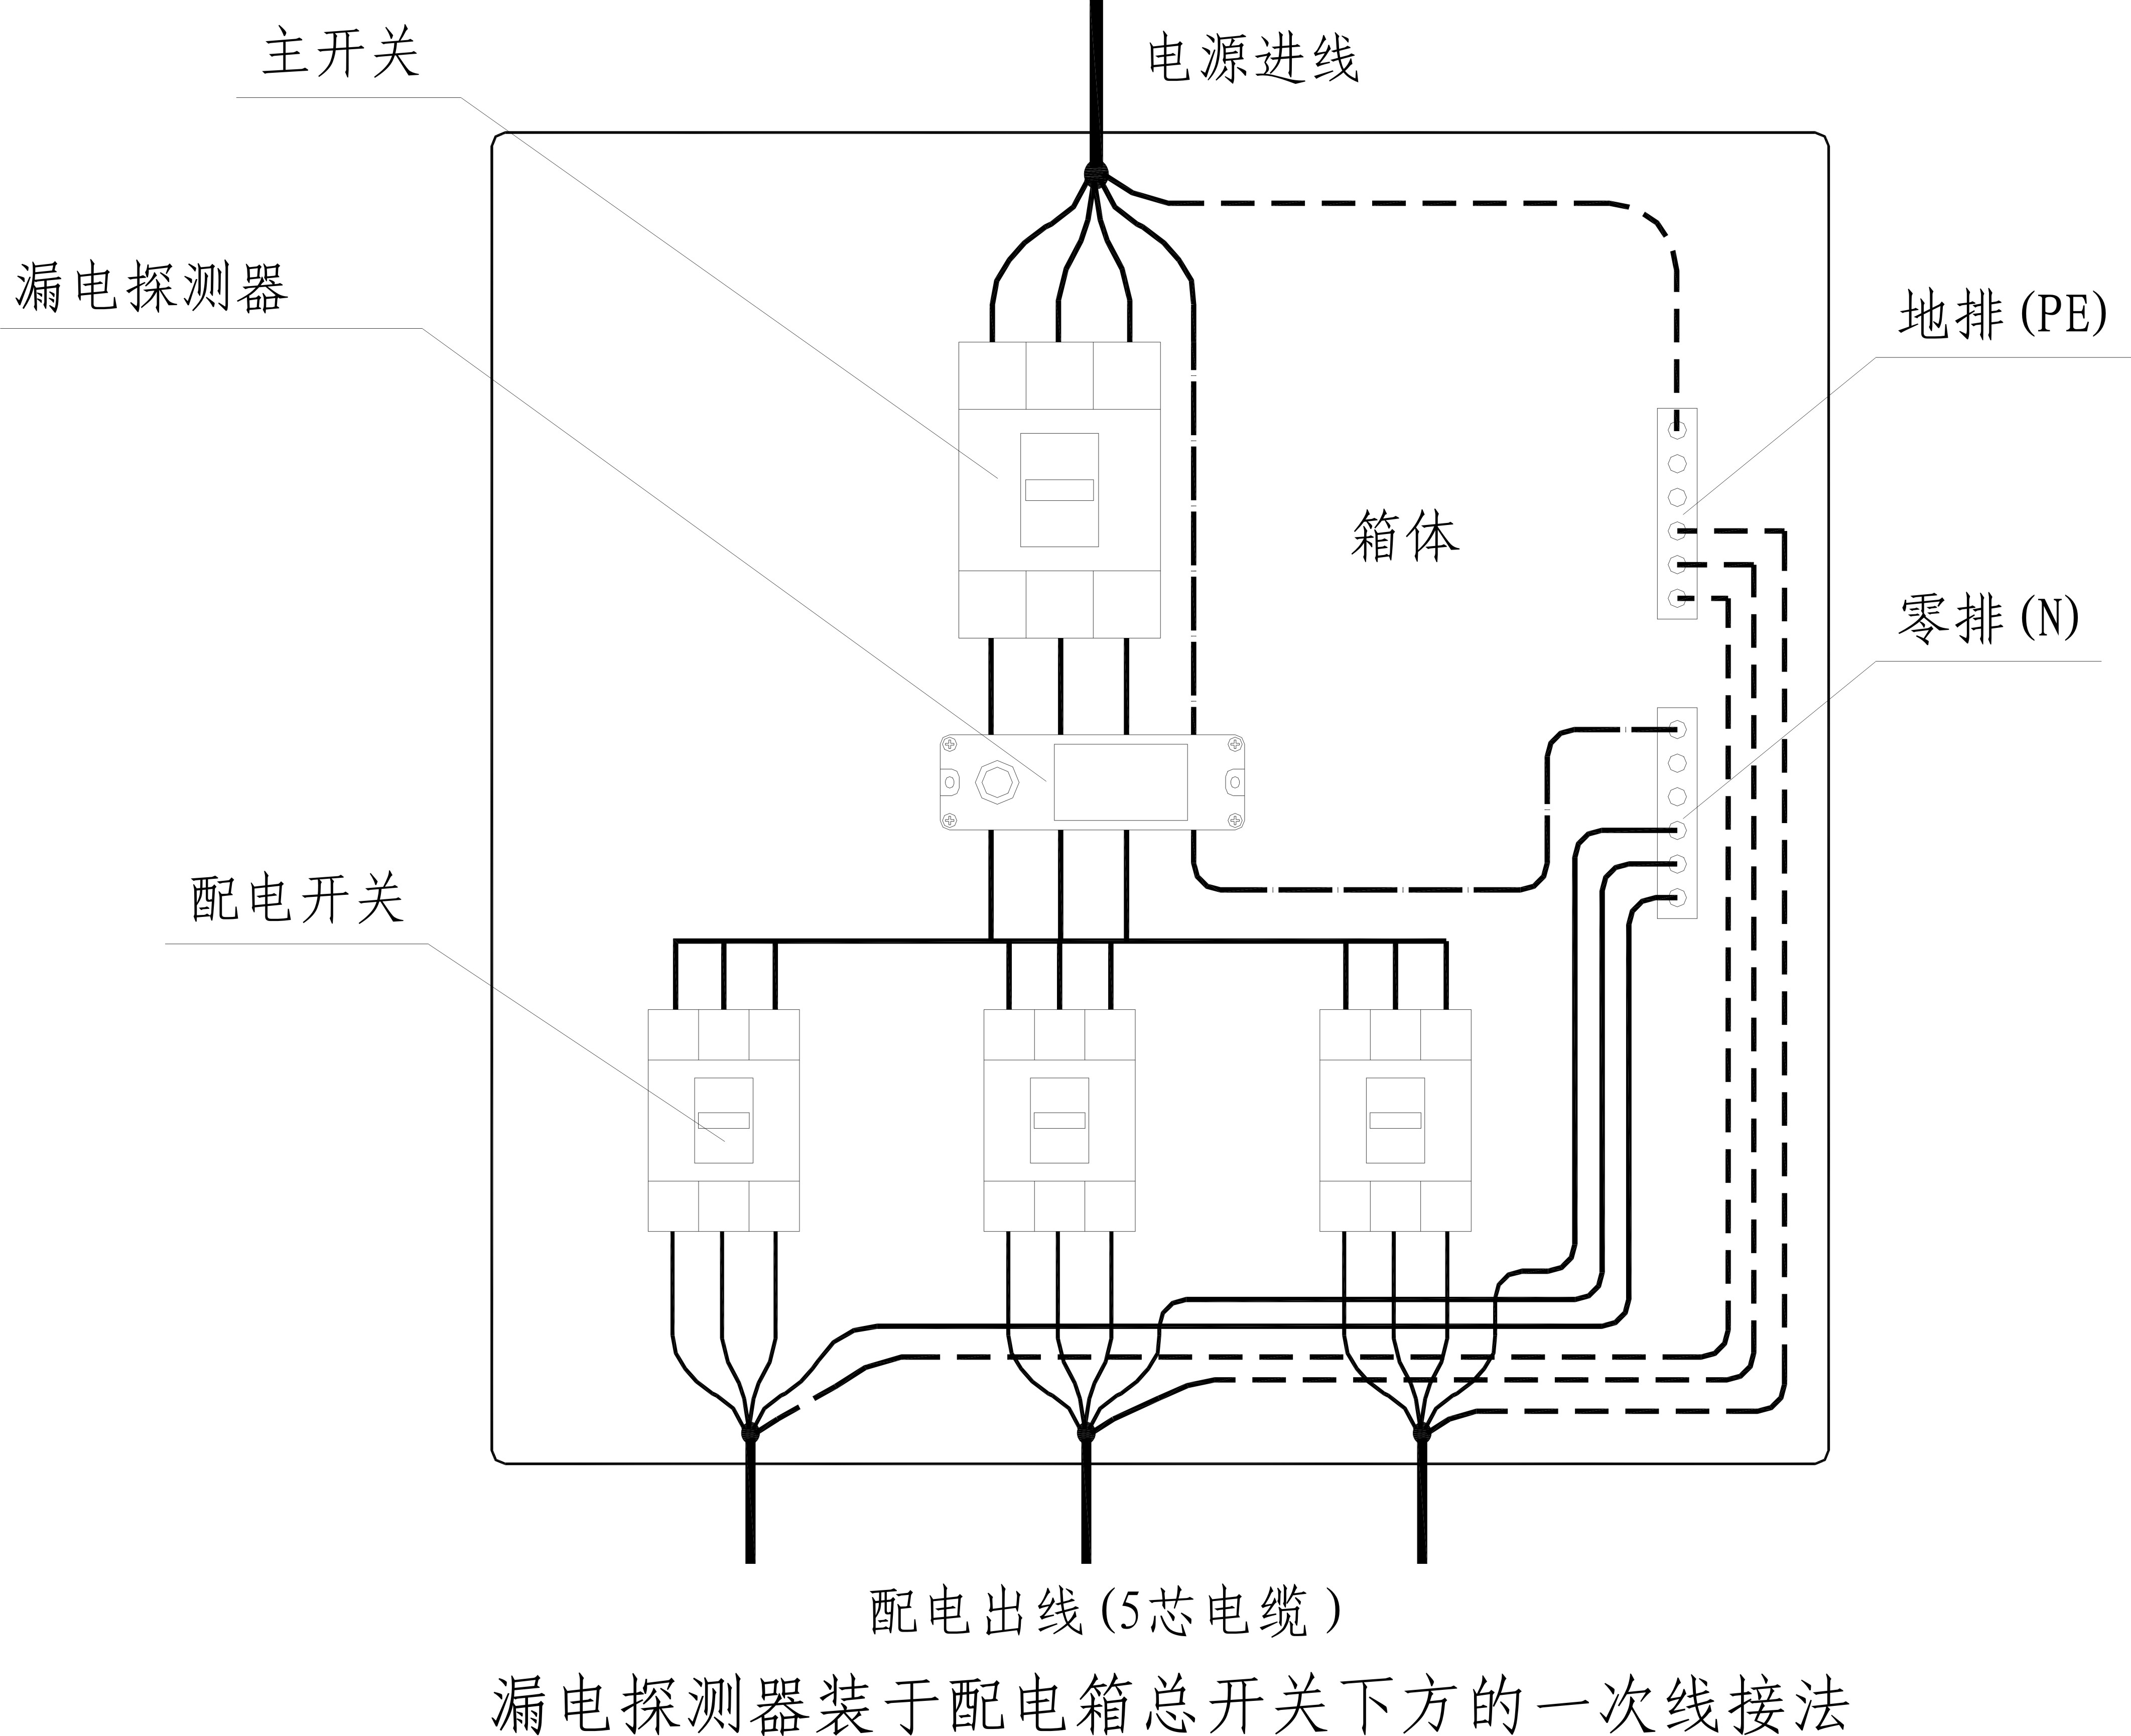 主开关
电源进线
漏电探测器
地排(PE)
箱体
零排(N)
配电开关
配电出线(5芯电缆)
漏电探测器装于配电箱总开关下方的一次线接法